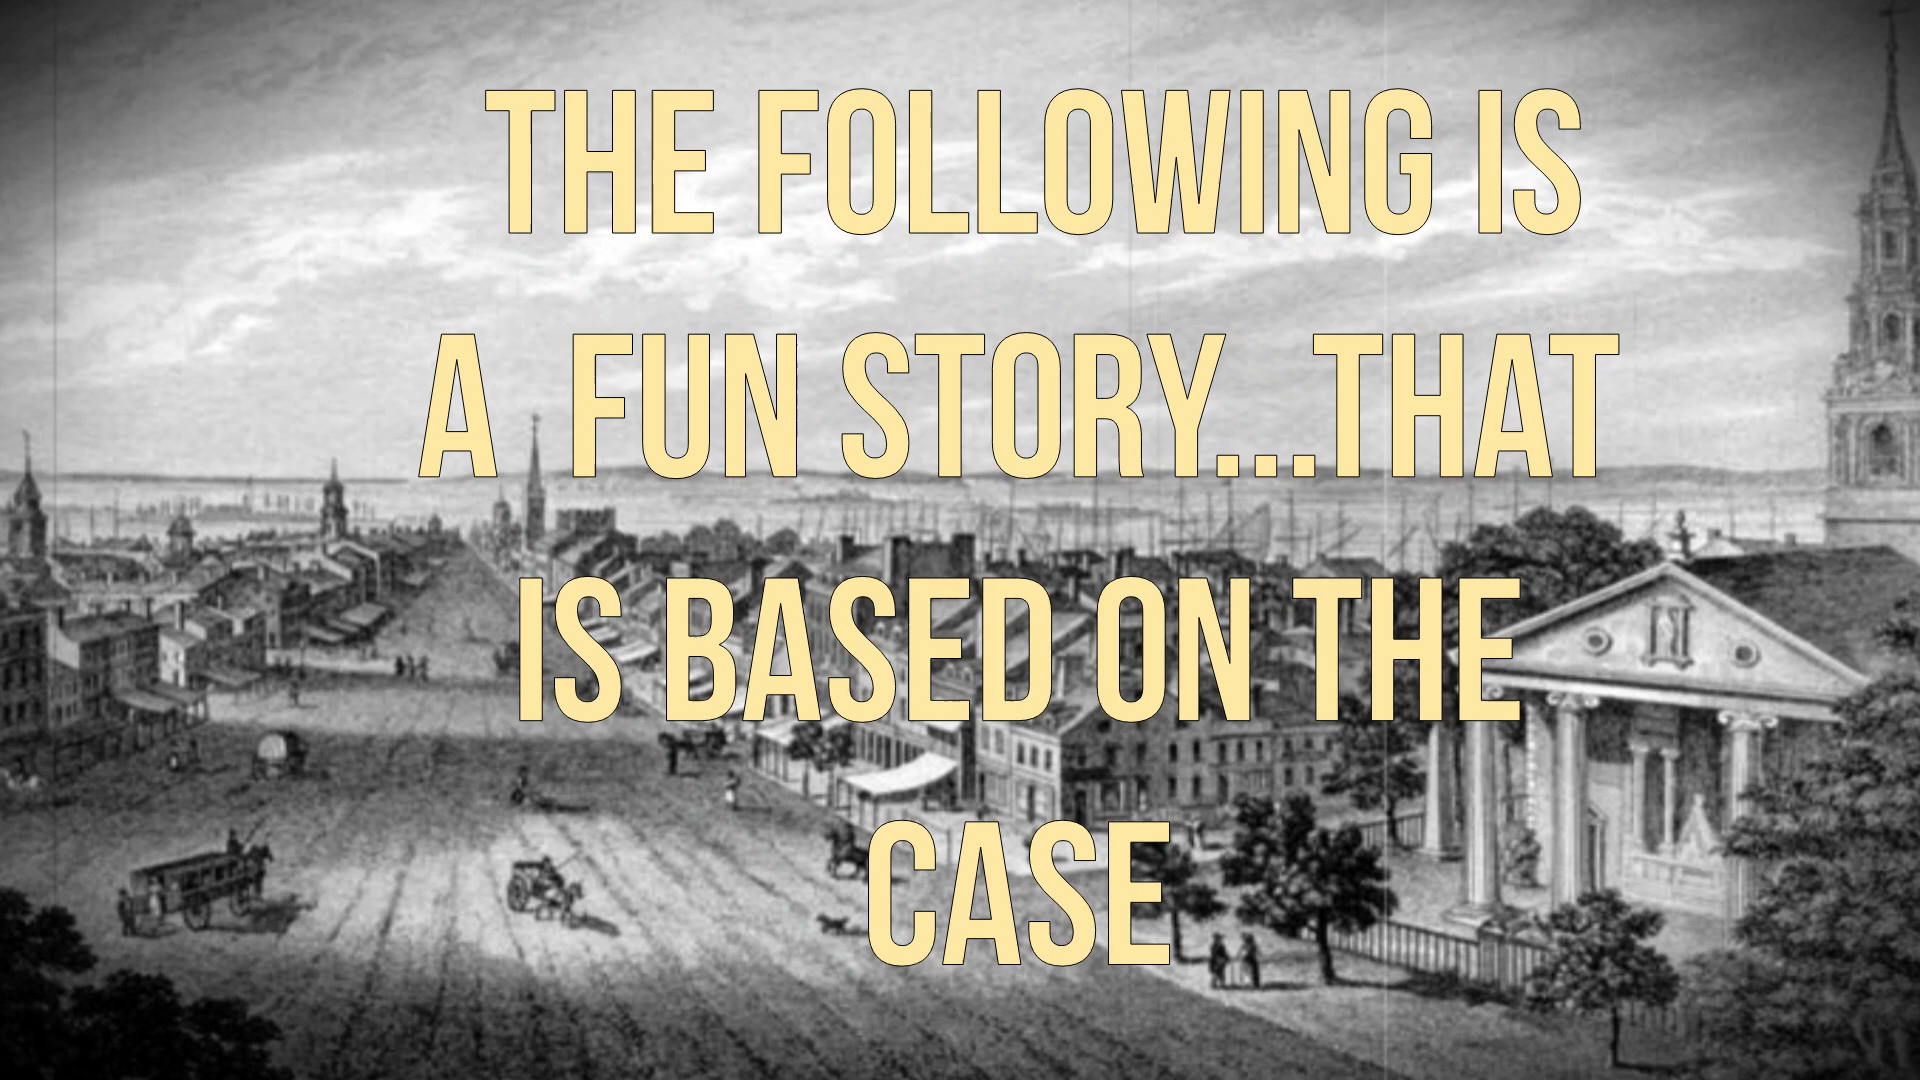 THE FOLLOWING IS
A FUN STORY...THAT
IS BASED ON THE
CASE